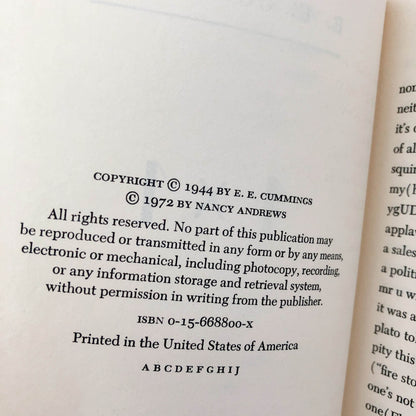 COPYRIGHT © 1944 BY E. E. CUMMINGS
© 1972 BY NANCY ANDREWS
All rights reserved. No part of this publication may
be reproduced or transmitted in any form or by any means,
electronic or mechanical, including photocopy, recording,
or any information storage and retrieval system,
without permission in writing from the publisher.
ISBN 0-15-668800-X
Printed in the United States of America
ABCDEFGHIJ
it's
of al
my(
ygUD
a sales
a polit
mr u w
it was a
plato to
pity this
("fire sto
one's not
one(